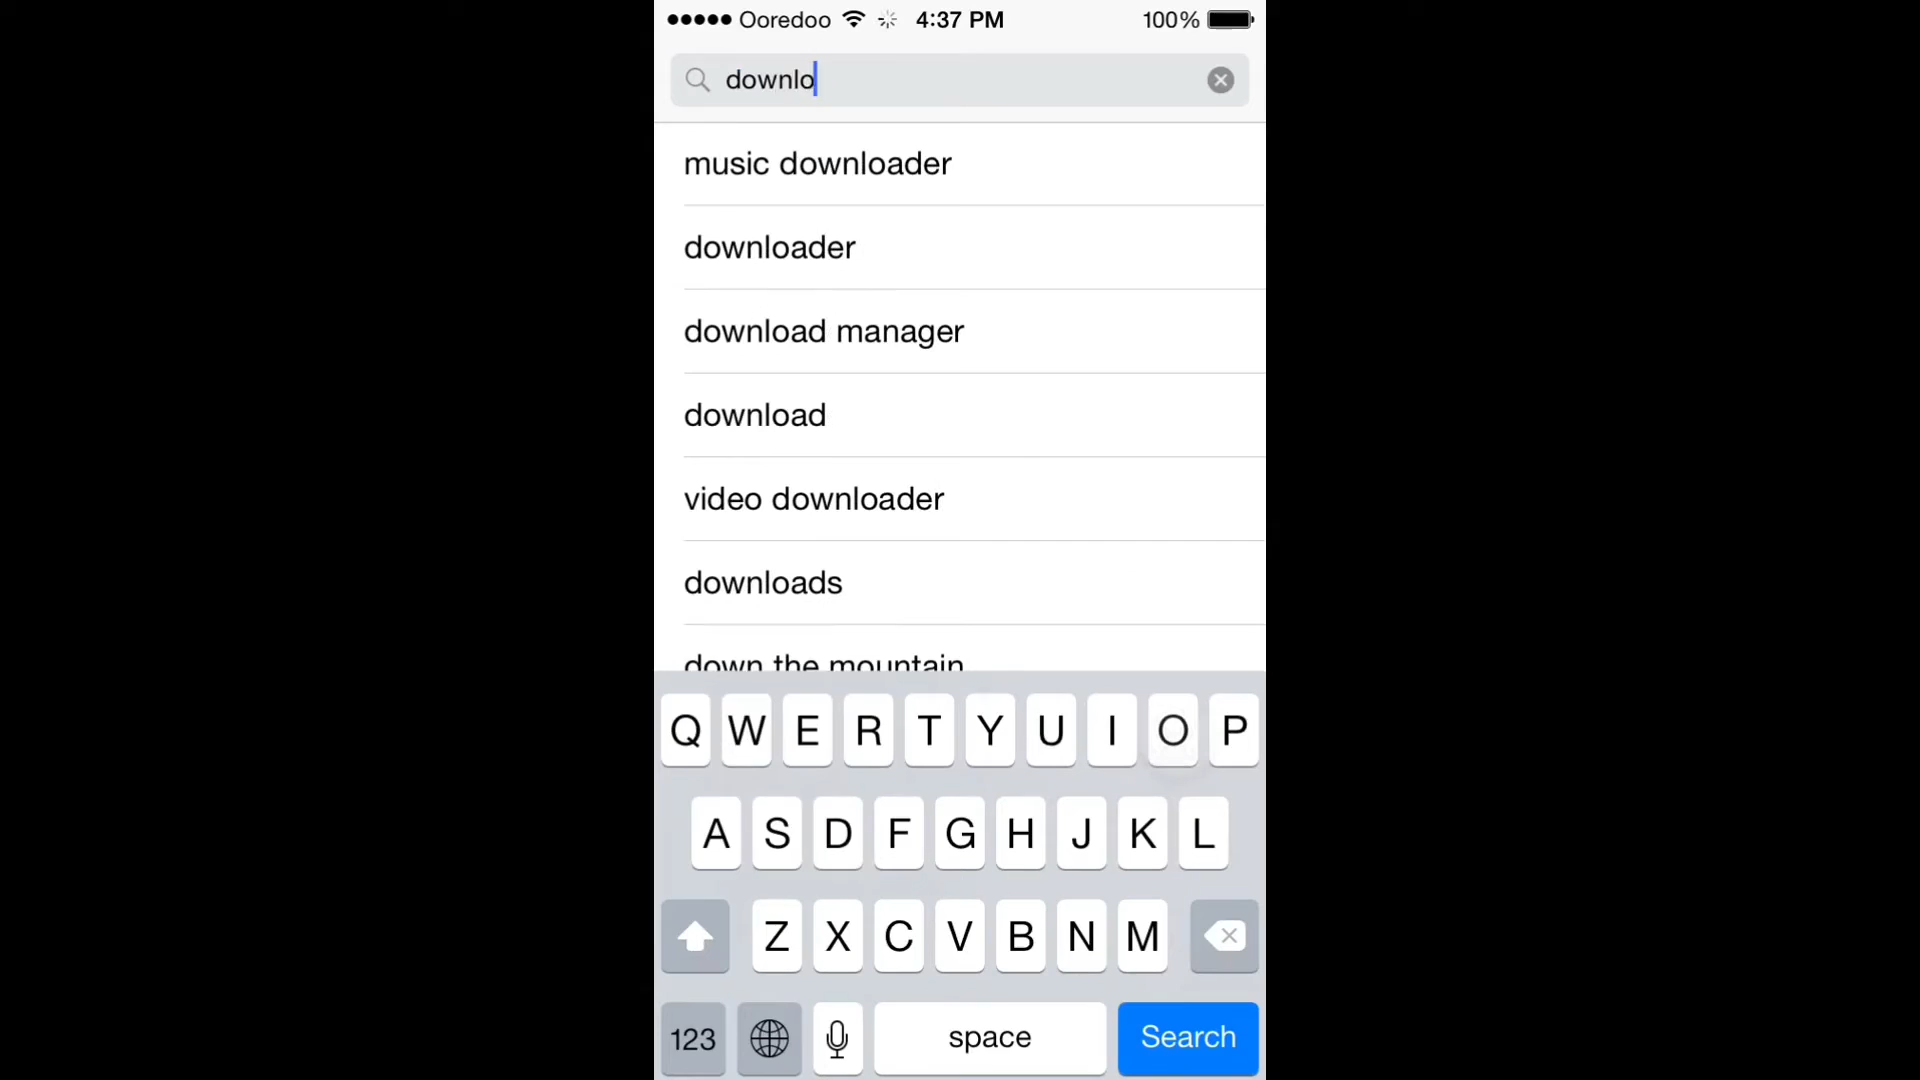 ●●●●● Ooredoo 4:37 PM 100%
downlo
music downloader
downloader
download manager
download
video downloader
downloads
down the mountain
Q W E R T Y U I O P
A S D F G H J K L
Z X C V B N M
123 space Search